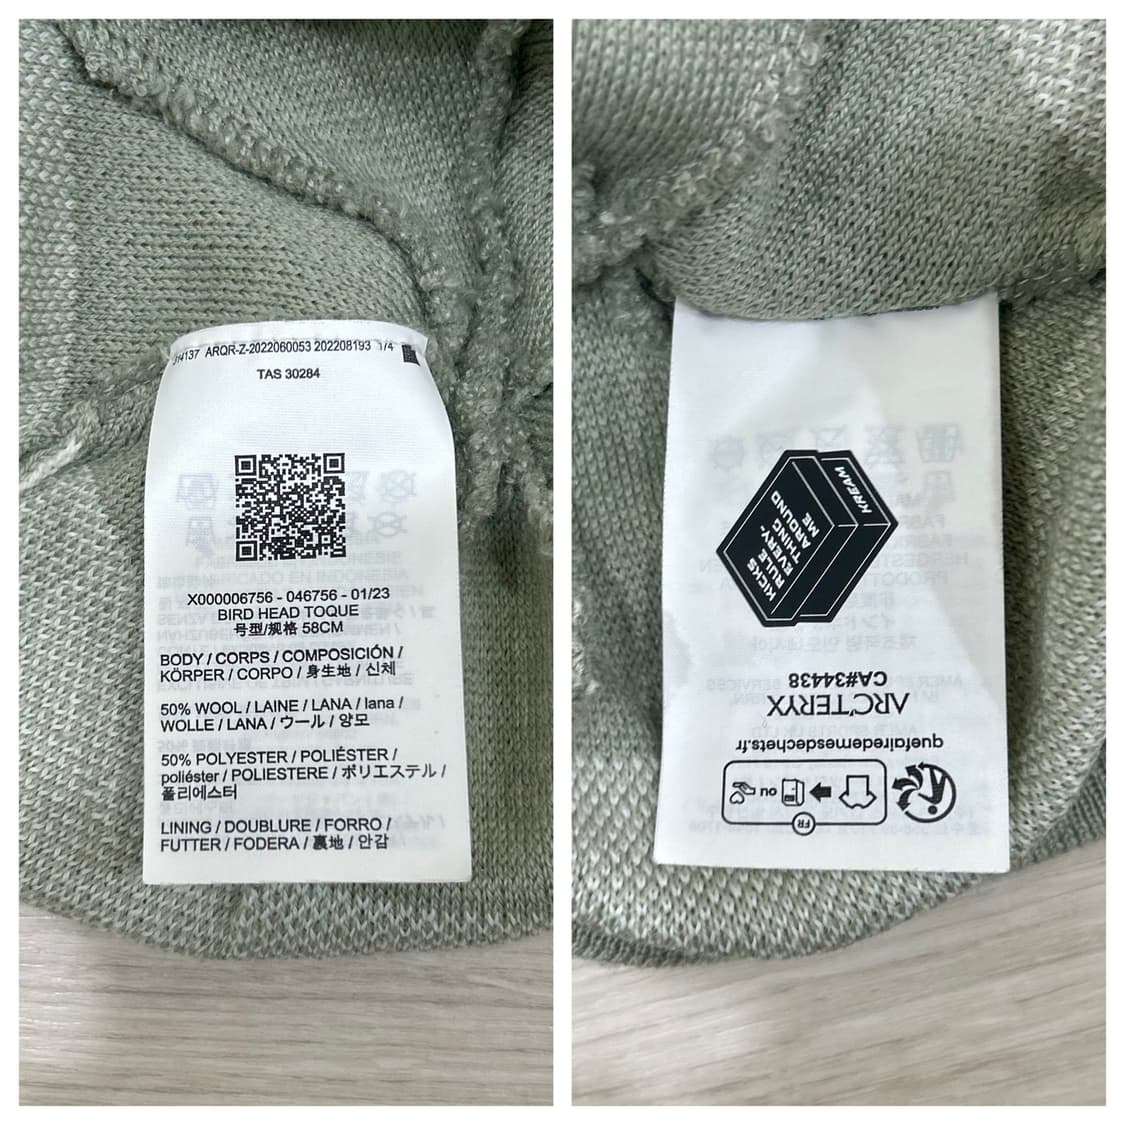 ARQR-Z-2022060053 202208193 1/4
TAS 30284
X000006756 - 046756 - 01/23
BIRD HEAD TOQUE
号型/规格 58CM
BODY / CORPS / COMPOSICIÓN /
KÖRPER / CORPO / 身生地 / 신체
50% WOOL / LAINE / LANA / lana /
WOLLE / LANA / ウール / 양모
50% POLYESTER / POLIÉSTER /
poliéster / POLIESTERE / ポリエステル /
폴리에스터
LINING / DOUBLURE / FORRO /
FUTTER / FODERA / 裏地 / 안감
KICKS
RULE
EVERY-
THING
AROUND
ME
KREAM
CA#34438
ARC'TERYX
quefairedemesdechets.fr
FR
ou